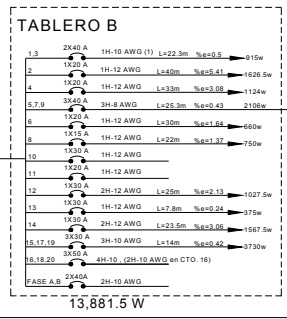 TABLERO B
1,3 2X40 A 1H-10 AWG (1) L=22.3m %e=0.5 915w
2 1X20 A 1H-12 AWG L=40m %e=5.41 1626.5w
4 1X20 A 1H-12 AWG L=33m %e=3.08 1124w
5,7,9 3X40 A 3H-8 AWG L=25.3m %e=0.43 2106w
6 1X20 A 1H-12 AWG L=30m %e=1.64 660w
8 1X15 A 1H-12 AWG L=22m %e=1.37 750w
10 1X30 A 1H-12 AWG
11 1X20 A 1H-12 AWG
12 1X30 A 2H-12 AWG L=25m %e=2.13 1027.5w
13 1X30 A 1H-12 AWG L=7.8m %e=0.24 375w
14 1X30 A 2H-12 AWG L=23.5m %e=3.06 1567.5w
15,17,19 3X30 A 3H-10 AWG L=14m %e=0.42 3730w
16,18,20 3X50 A 4H-10 , (2H-10 AWG en CTO. 16)
FASE A,B 2X40A 2H-10 AWG
13,881.5 W